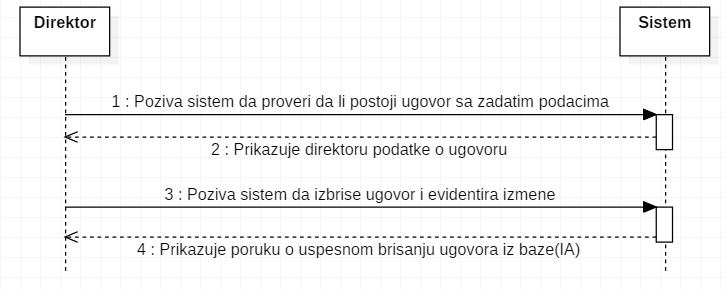 Direktor
Sistem
1 : Poziva sistem da proveri da li postoji ugovor sa zadatim podacima
2 : Prikazuje direktoru podatke o ugovoru
3 : Poziva sistem da izbrise ugovor i evidentira izmene
4 : Prikazuje poruku o uspesnom brisanju ugovora iz baze(IA)